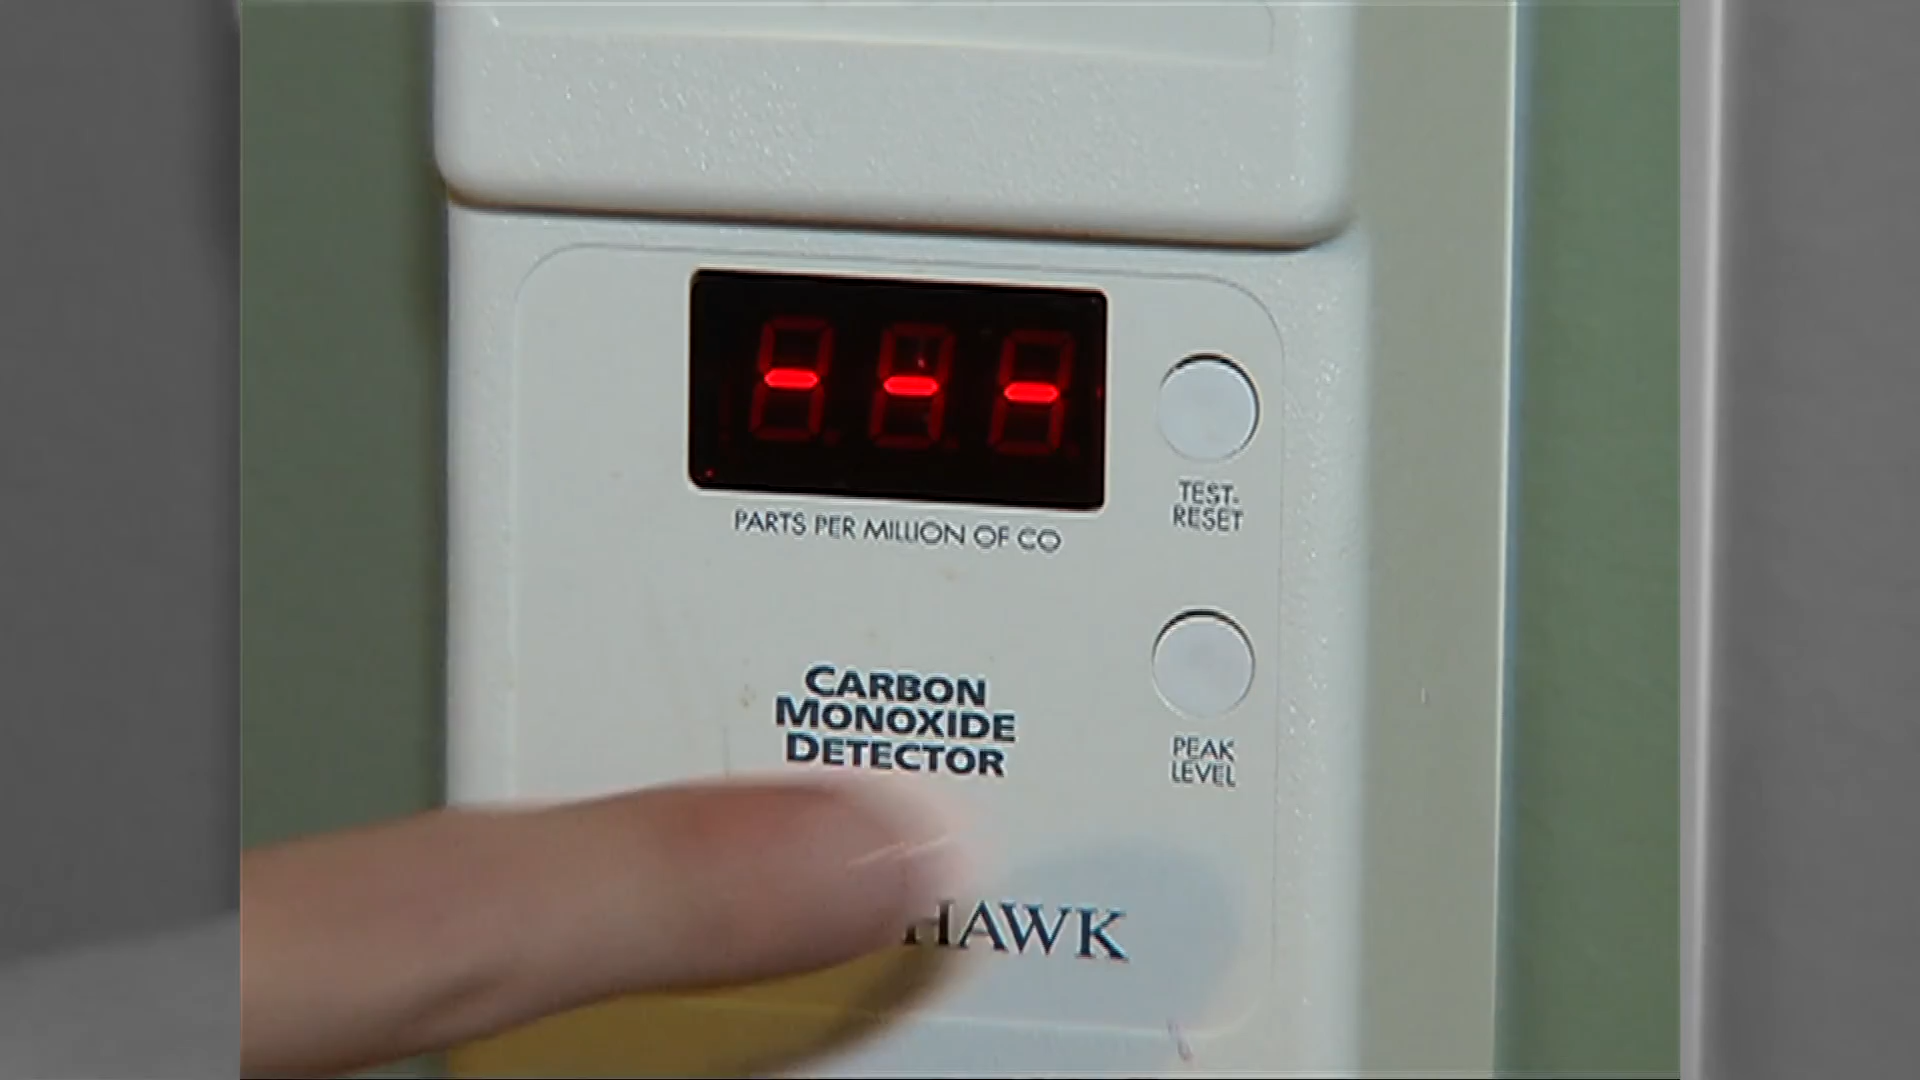 ---
PARTS PER MILLION OF CO
TEST-
RESET
CARBON
MONOXIDE
DETECTOR
PEAK
LEVEL
HAWK